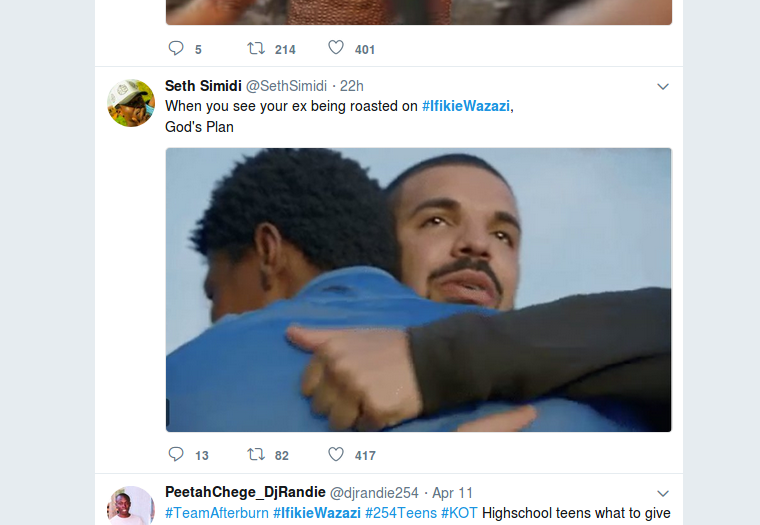 5 214 401
Seth Simidi @SethSimidi · 22h
When you see your ex being roasted on #IfikieWazazi,
God's Plan
13 82 417
PeetahChege_DjRandie @djrandie254 · Apr 11
#TeamAfterburn #IfikieWazazi #254Teens #KOT Highschool teens what to give